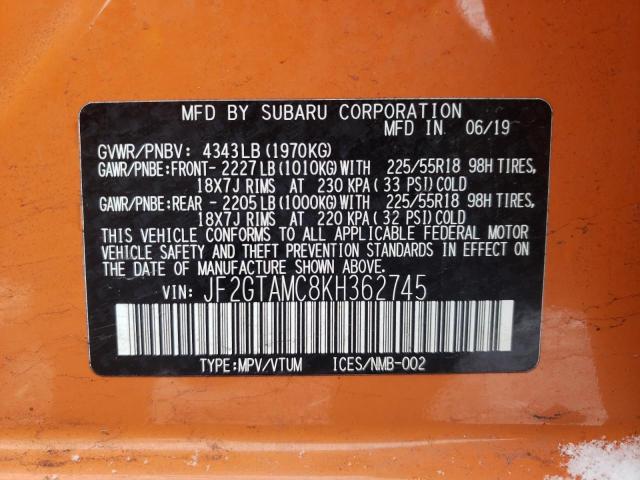 MFD BY SUBARU CORPORATION
MFD IN 06/19
GVWR/PNBV: 4343LB (1970KG)
GAWR/PNBE:FRONT- 2227LB(1010KG)WITH 225/55R18 98H TIRES,
18X7J RIMS AT 230 KPA( 33 PSI)COLD
GAWR/PNBE:REAR - 2205LB(1000KG)WITH 225/55R18 98H TIRES,
18X7J RIMS AT 220 KPA( 32 PSI)COLD
THIS VEHICLE CONFORMS TO ALL APPLICABLE FEDERAL MOTOR
VEHICLE SAFETY AND THEFT PREVENTION STANDARDS IN EFFECT ON
THE DATE OF MANUFACTURE SHOWN ABOVE.
VIN: JF2GTAMC8KH362745
TYPE:MPV/VTUM ICES/NMB-002